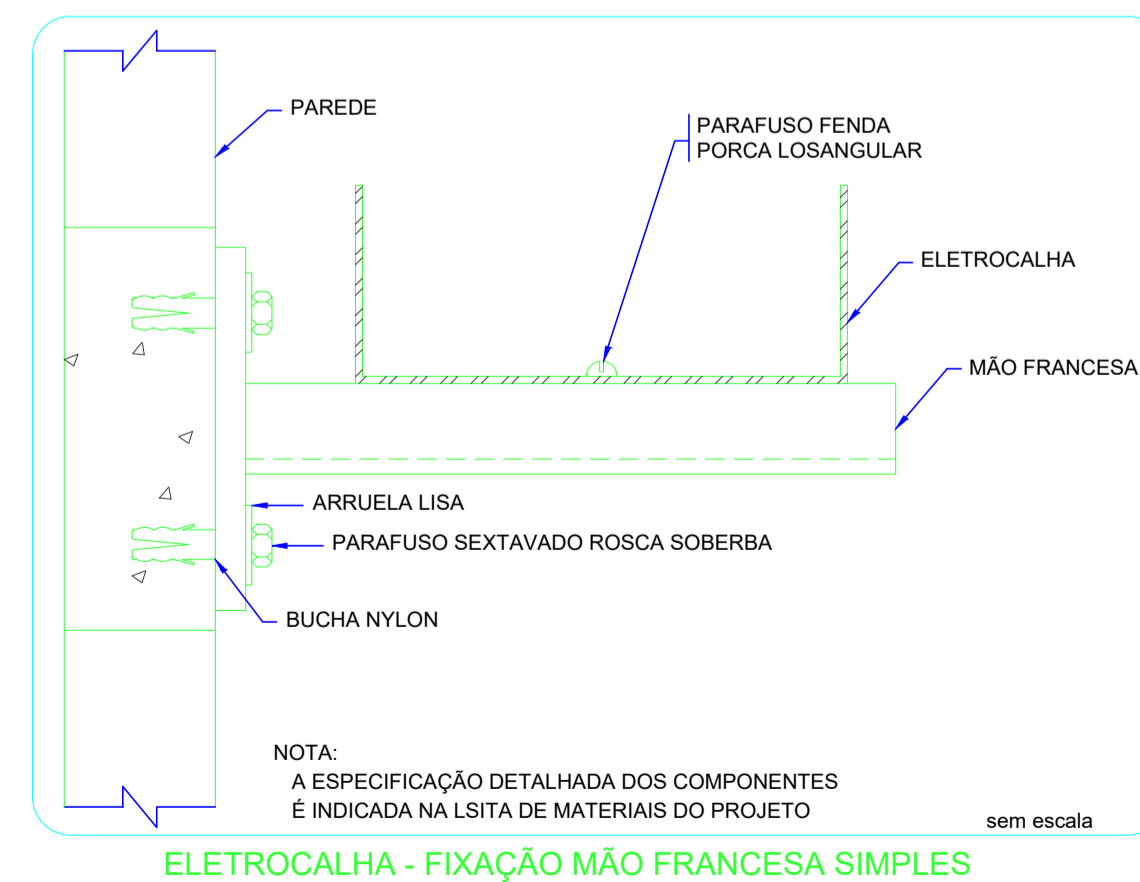 PAREDE
PARAFUSO FENDA
PORCA LOSANGULAR
ELETROCALHA
MÃO FRANCESA
ARRUELA LISA
PARAFUSO SEXTAVADO ROSCA SOBERBA
BUCHA NYLON
NOTA:
A ESPECIFICAÇÃO DETALHADA DOS COMPONENTES
É INDICADA NA LSITA DE MATERIAIS DO PROJETO
sem escala
ELETROCALHA - FIXAÇÃO MÃO FRANCESA SIMPLES